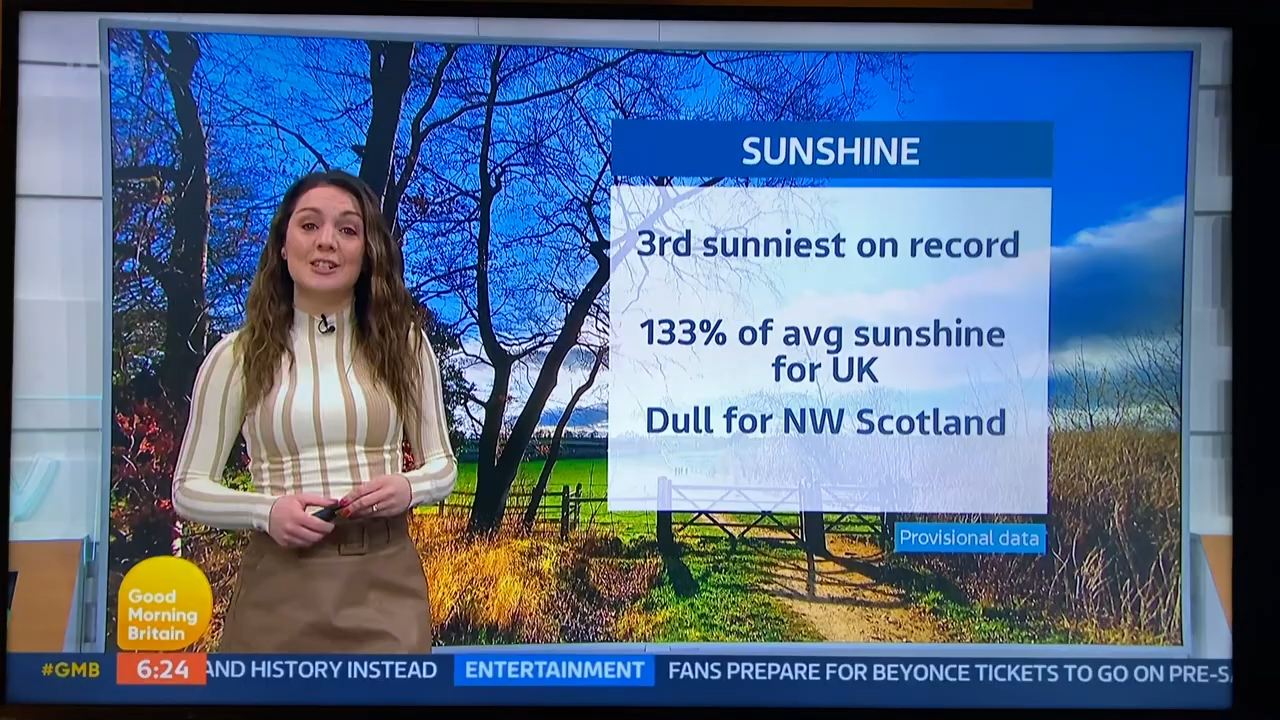 SUNSHINE
3rd sunniest on record
133% of avg sunshine
for UK
Dull for NW Scotland
Provisional data
Good
Morning
Britain
#GMB 6:24 AND HISTORY INSTEAD ENTERTAINMENT FANS PREPARE FOR BEYONCE TICKETS TO GO ON